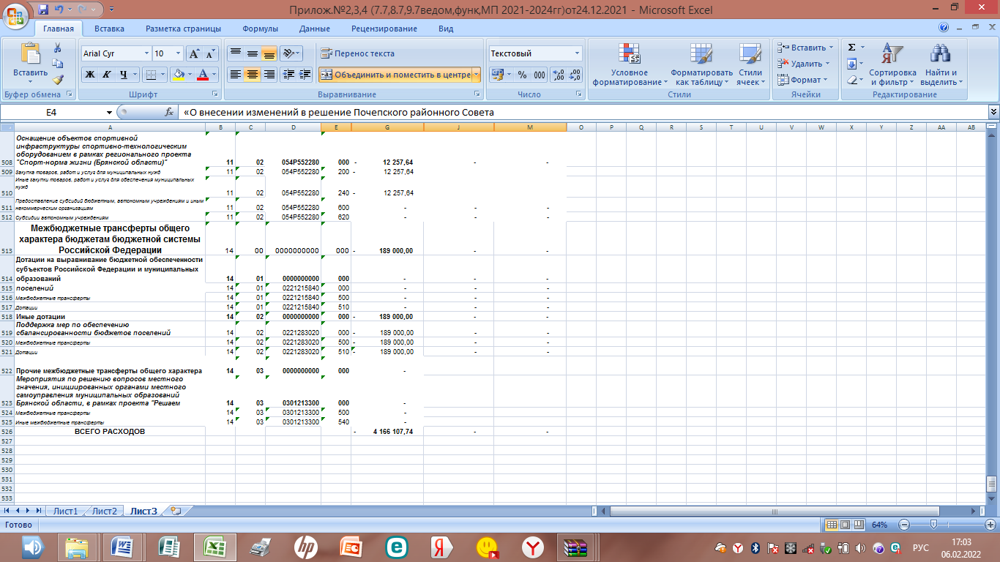 Прилож.№2,3,4 (7.7,8.7,9.7ведом,функ,МП 2021-2024гг)от24.12.2021 - Microsoft Excel
Главная Вставка Разметка страницы Формулы Данные Рецензирование Вид
Вставить
Arial Cyr 10
Ж К Ч
Перенос текста
Объединить и поместить в центре
Текстовый
% 000
Условное форматирование
Форматировать как таблицу
Стили ячеек
Вставить
Удалить
Формат
Сортировка и фильтр
Найти и выделить
Буфер обмена Шрифт Выравнивание Число Стили Ячейки Редактирование
E4 fx «О внесении изменений в решение Почепского районного Совета
A B C D E G J M O P Q R S T U V W X Y Z AA AB
Оснащение объектов спортивной
инфраструктуры спортивно-технологическим
оборудованием в рамках регионального проекта
508 "Спорт-норма жизни (Брянской области)" 11 02 054P552280 000 - 12 257,64 - -
509 Закупка товаров, работ и услуг для муниципальных нужд 11 02 054P552280 200 - 12 257,64
Иные закупки товаров, работ и услуг для обеспечения муниципальных
нужд
510 11 02 054P552280 240 - 12 257,64
Предоставление субсидий бюджетным, автономным учреждениям и иным
511 некоммерческим организациям 11 02 054P552280 600 - - -
512 Субсидии автономным учреждениям 11 02 054P552280 620 - - -
Межбюджетные трансферты общего
характера бюджетам бюджетной системы
513 Российской Федерации 14 00 0000000000 000 - 189 000,00 - -
Дотации на выравнивание бюджетной обеспеченности
субъектов Российской Федерации и муниципальных
514 образований 14 01 0000000000 000 - - -
515 поселений 14 01 0221215840 000 - - -
516 Межбюджетные трансферты 14 01 0221215840 500 - - -
517 Дотации 14 01 0221215840 510 - - -
518 Иные дотации 14 02 0000000000 000 - 189 000,00 - -
Поддержка мер по обеспечению
519 сбалансированности бюджетов поселений 14 02 0221283020 000 - 189 000,00 - -
520 Межбюджетные трансферты 14 02 0221283020 500 - 189 000,00 - -
521 Дотации 14 02 0221283020 510 - 189 000,00 - -
522 Прочие межбюджетные трансферты общего характера 14 03 0000000000 000 -
Мероприятия по решению вопросов местного
значения, инициированных органами местного
самоуправления муниципальных образований
523 Брянской области, в рамках проекта "Решаем 14 03 0301213300 000 -
524 Межбюджетные трансферты 14 03 0301213300 500 -
525 Иные межбюджетные трансферты 14 03 0301213300 540 -
526 ВСЕГО РАСХОДОВ - 4 166 107,74 - -
527
528
529
530
531
532
533
Лист1 Лист2 Лист3
Готово 64%
РУС 17:03
06.02.2022